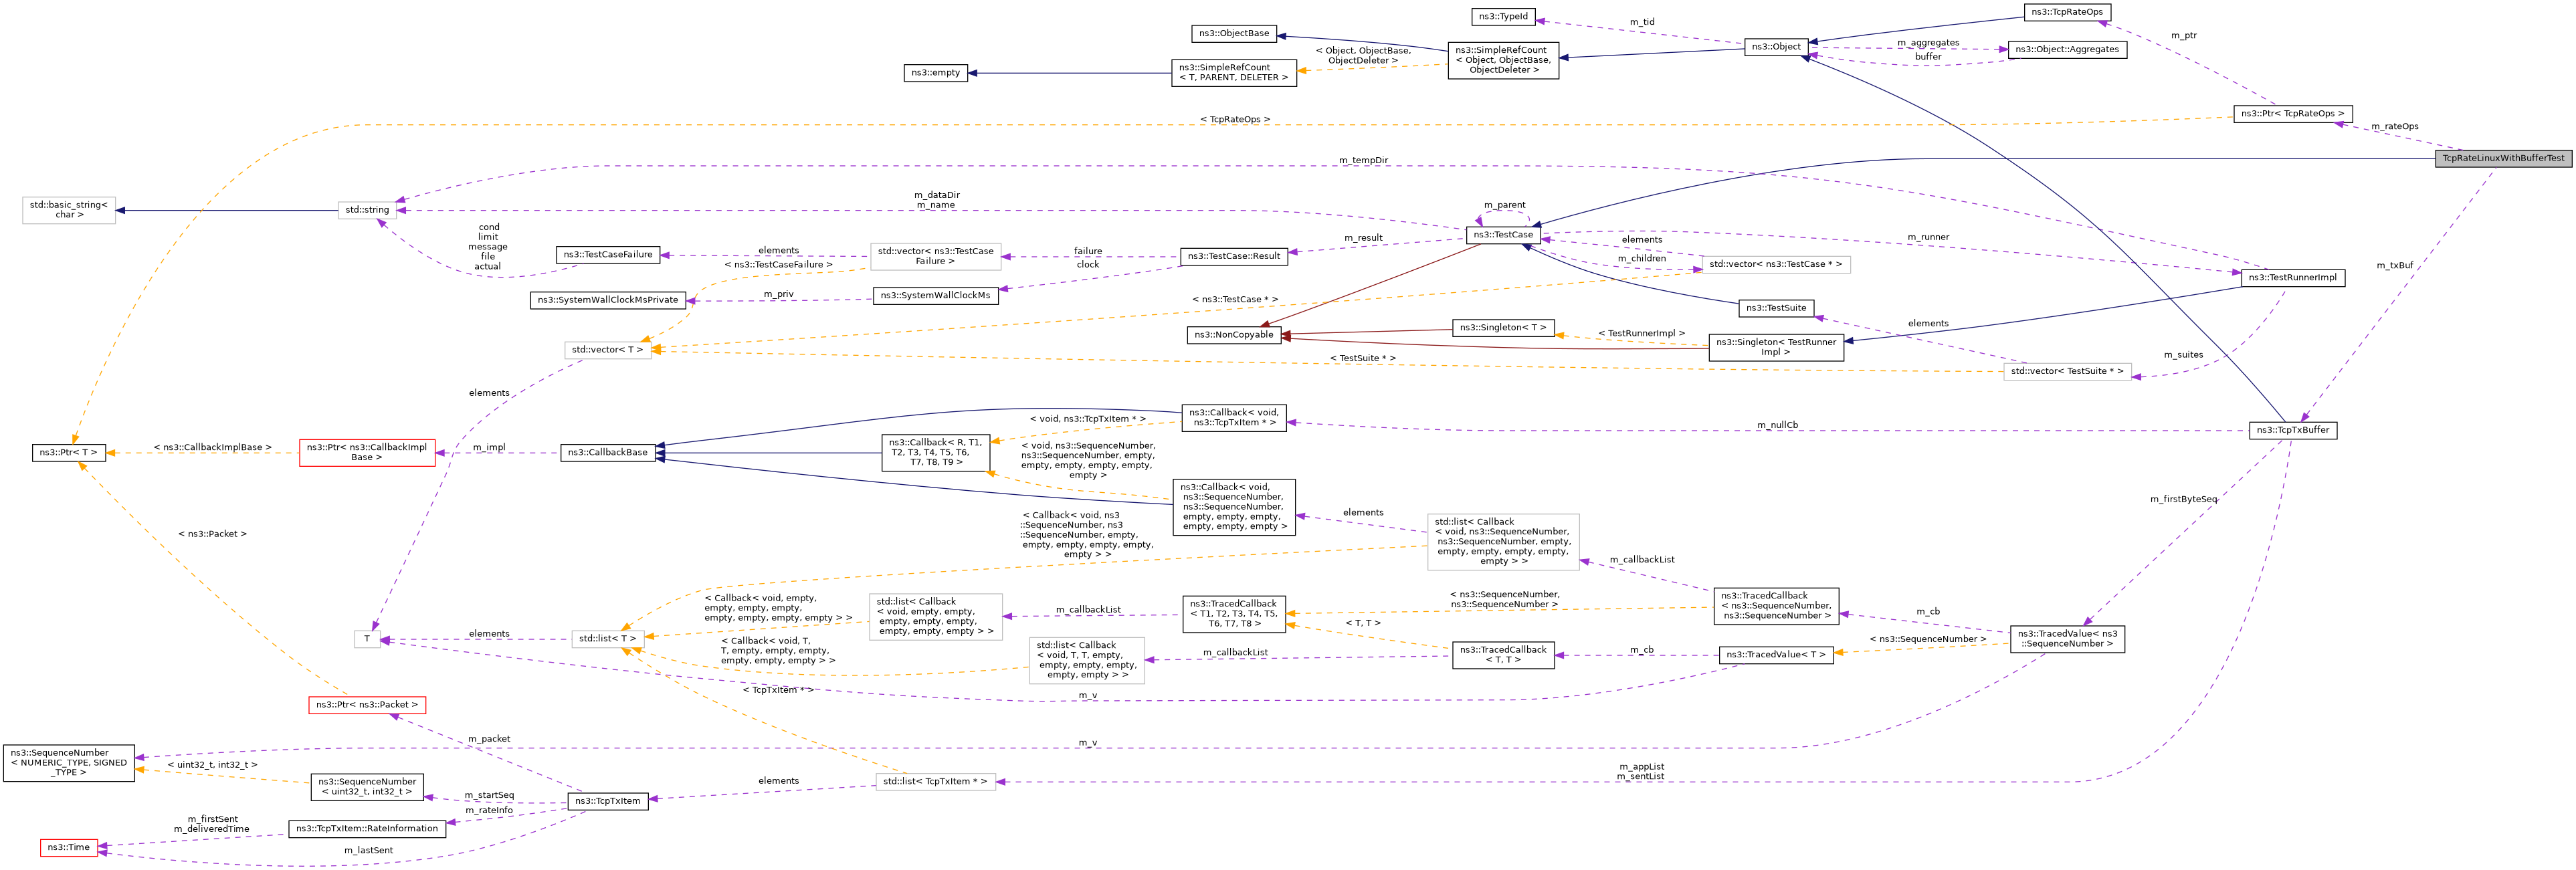 ns3::TypeId
m_tid
ns3::TcpRateOps
ns3::ObjectBase
< Object, ObjectBase,
ObjectDeleter >
ns3::SimpleRefCount
< Object, ObjectBase,
ObjectDeleter >
ns3::Object
m_aggregates
buffer
ns3::Object::Aggregates
m_ptr
ns3::empty
ns3::SimpleRefCount
< T, PARENT, DELETER >
ns3::Ptr< TcpRateOps >
< TcpRateOps >
m_rateOps
TcpRateLinuxWithBufferTest
m_tempDir
std::basic_string<
char >
std::string
m_dataDir
m_name
m_parent
cond
limit
message
file
actual
ns3::TestCaseFailure
elements
std::vector< ns3::TestCase
Failure >
failure
clock
ns3::TestCase::Result
m_result
ns3::TestCase
elements
m_children
m_runner
std::vector< ns3::TestCase * >
m_txBuf
ns3::TestRunnerImpl
< ns3::TestCaseFailure >
ns3::SystemWallClockMsPrivate
m_priv
ns3::SystemWallClockMs
< ns3::TestCase * >
ns3::TestSuite
elements
ns3::NonCopyable
ns3::Singleton< T >
< TestRunnerImpl >
ns3::Singleton< TestRunner
Impl >
std::vector< T >
< TestSuite * >
m_suites
std::vector< TestSuite * >
elements
ns3::Callback< void,
ns3::TcpTxItem * >
< void, ns3::TcpTxItem * >
m_nullCb
ns3::TcpTxBuffer
ns3::Ptr< T >
< ns3::CallbackImplBase >
ns3::Ptr< ns3::CallbackImpl
Base >
m_impl
ns3::CallbackBase
ns3::Callback< R, T1,
T2, T3, T4, T5, T6,
T7, T8, T9 >
< void, ns3::SequenceNumber,
ns3::SequenceNumber, empty,
empty, empty, empty, empty,
empty >
ns3::Callback< void,
ns3::SequenceNumber,
ns3::SequenceNumber,
empty, empty, empty,
empty, empty, empty >
m_firstByteSeq
< ns3::Packet >
< Callback< void, ns3
::SequenceNumber, ns3
::SequenceNumber, empty,
empty, empty, empty, empty,
empty > >
elements
std::list< Callback
< void, ns3::SequenceNumber,
ns3::SequenceNumber, empty,
empty, empty, empty, empty,
empty > >
m_callbackList
< Callback< void, empty,
empty, empty, empty,
empty, empty, empty, empty > >
std::list< Callback
< void, empty, empty,
empty, empty, empty,
empty, empty, empty > >
m_callbackList
ns3::TracedCallback
< T1, T2, T3, T4, T5,
T6, T7, T8 >
< ns3::SequenceNumber,
ns3::SequenceNumber >
ns3::TracedCallback
< ns3::SequenceNumber,
ns3::SequenceNumber >
m_cb
T
elements
std::list< T >
< Callback< void, T,
T, empty, empty, empty,
empty, empty, empty > >
std::list< Callback
< void, T, T, empty,
empty, empty, empty,
empty, empty > >
m_callbackList
< T, T >
ns3::TracedCallback
< T, T >
m_cb
ns3::TracedValue< T >
< ns3::SequenceNumber >
ns3::TracedValue< ns3
::SequenceNumber >
< TcpTxItem * >
m_v
ns3::Ptr< ns3::Packet >
m_packet
m_v
ns3::SequenceNumber
< NUMERIC_TYPE, SIGNED
_TYPE >
< uint32_t, int32_t >
ns3::SequenceNumber
< uint32_t, int32_t >
m_startSeq
m_rateInfo
ns3::TcpTxItem
elements
std::list< TcpTxItem * >
m_appList
m_sentList
m_firstSent
m_deliveredTime
ns3::TcpTxItem::RateInformation
ns3::Time
m_lastSent